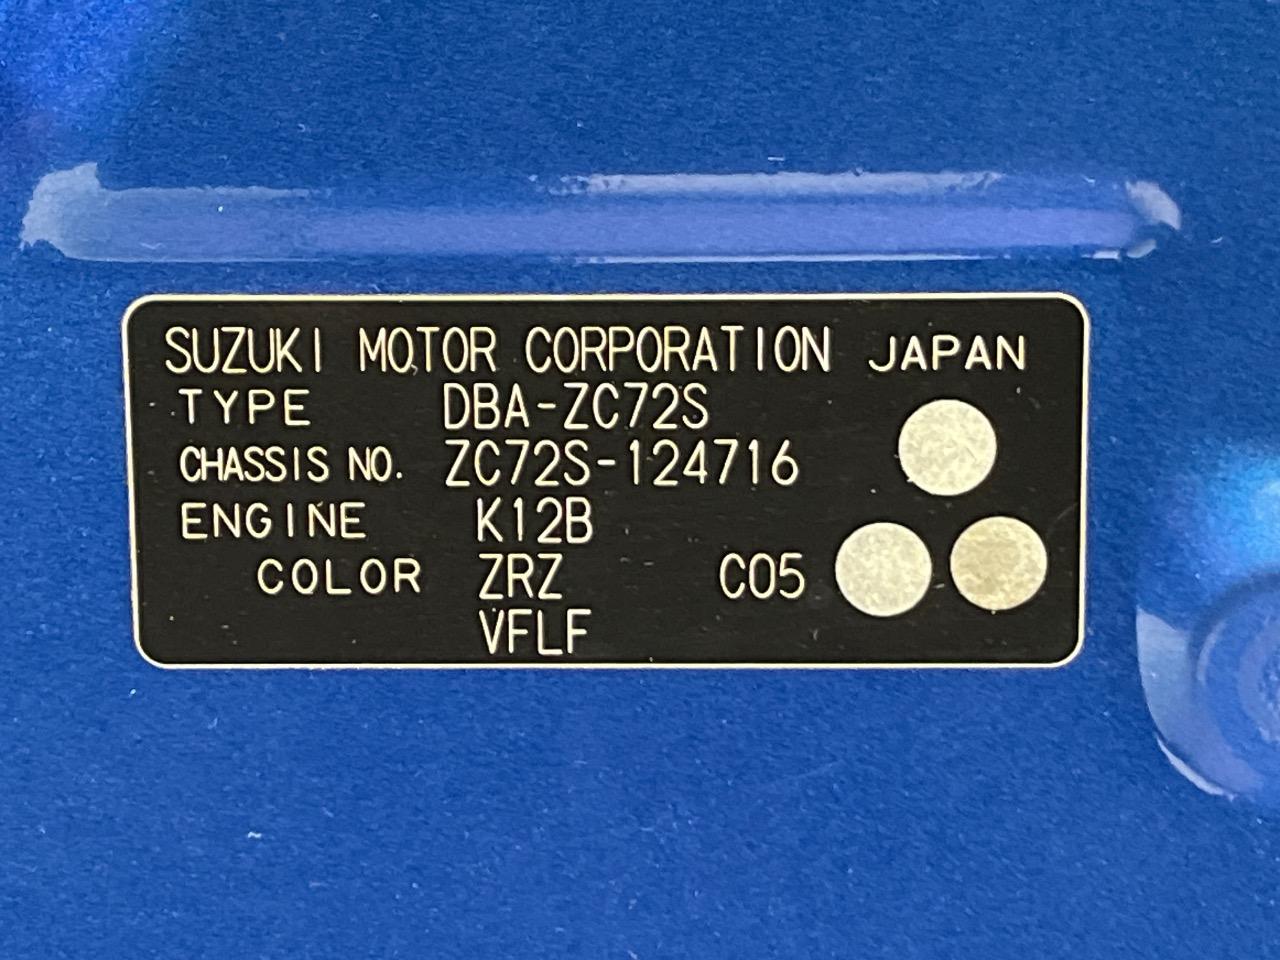 SUZUKI MOTOR CORPORATION JAPAN
TYPE DBA-ZC72S
CHASSIS NO. ZC72S-124716
ENGINE K12B
COLOR ZRZ C05
VFLF